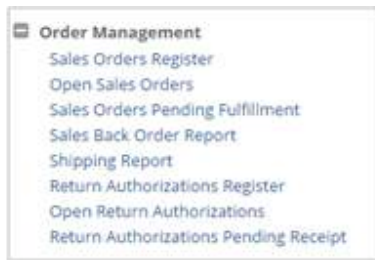 Order Management
Sales Orders Register
Open Sales Orders
Sales Orders Pending Fulfillment
Sales Back Order Report
Shipping Report
Return Authorizations Register
Open Return Authorizations
Return Authorizations Pending Receipt